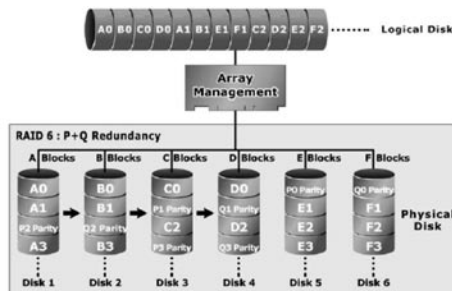 A0 B0 C0 D0 A1 B1 E1 F1 C2 D2 E2 F2
Logical Disk
Array
Management
RAID 6 : P+Q Redundancy
A Blocks B Blocks C Blocks D Blocks E Blocks F Blocks
A0 B0 C0 D0 P0 Parity Q0 Parity
A1 B1 P1 Parity Q1 Parity E1 F1
P2 Parity Q2 Parity C2 D2 E2 F2
A3 B3 P3 Parity Q3 Parity E3 F3
Physical
Disk
Disk 1 Disk 2 Disk 3 Disk 4 Disk 5 Disk 6